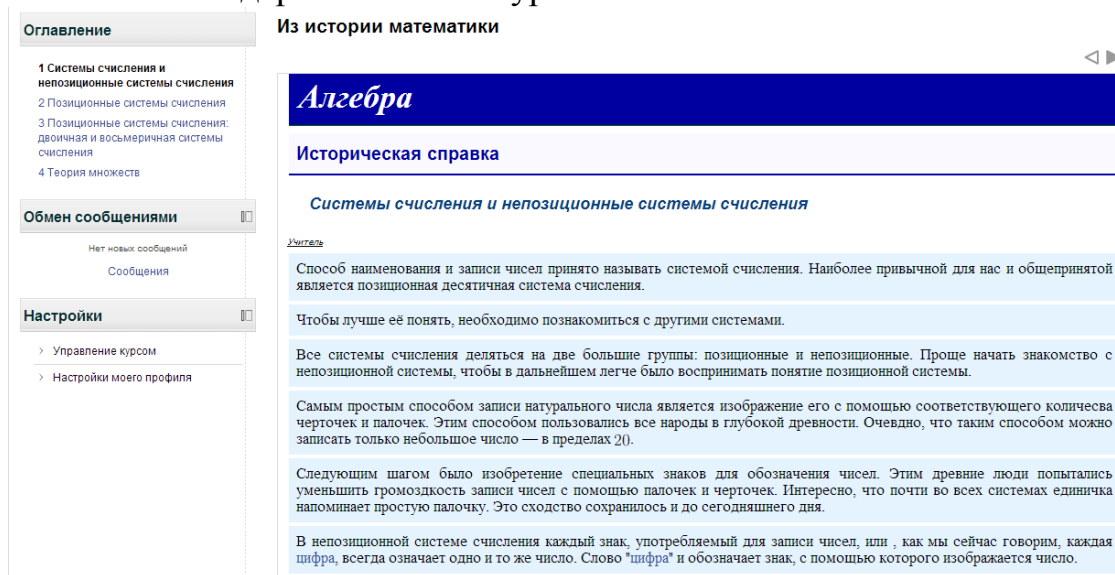 Оглавление
1 Системы счисления и
непозиционные системы счисления
2 Позиционные системы счисления
3 Позиционные системы счисления:
двоичная и восьмеричная системы
счисления
4 Теория множеств
Обмен сообщениями
Нет новых сообщений
Сообщения
Настройки
Управление курсом
Настройки моего профиля
Из истории математики
Алгебра
Историческая справка
Системы счисления и непозиционные системы счисления
Учитель
Способ наименования и записи чисел принято называть системой счисления. Наиболее привычной для нас и общепринятой
является позиционная десятичная система счисления.
Чтобы лучше её понять, необходимо познакомиться с другими системами.
Все системы счисления деляться на две большие группы: позиционные и непозиционные. Проще начать знакомство с
непозиционной системы, чтобы в дальнейшем легче было воспринимать понятие позиционной системы.
Самым простым способом записи натурального числа является изображение его с помощью соответствующего количесва
черточек и палочек. Этим способом пользовались все народы в глубокой древности. Очевдно, что таким способом можно
записать только небольшое число — в пределах 20.
Следующим шагом было изобретение специальных знаков для обозначения чисел. Этим древние люди попытались
уменьшить громоздкость записи чисел с помощью палочек и черточек. Интересно, что почти во всех системах единичка
напоминает простую палочку. Это сходство сохранилось и до сегодняшнего дня.
В непозиционной системе счисления каждый знак, употребляемый для записи чисел, или , как мы сейчас говорим, каждая
цифра, всегда означает одно и то же число. Слово "цифра" и обозначает знак, с помощью которого изображается число.